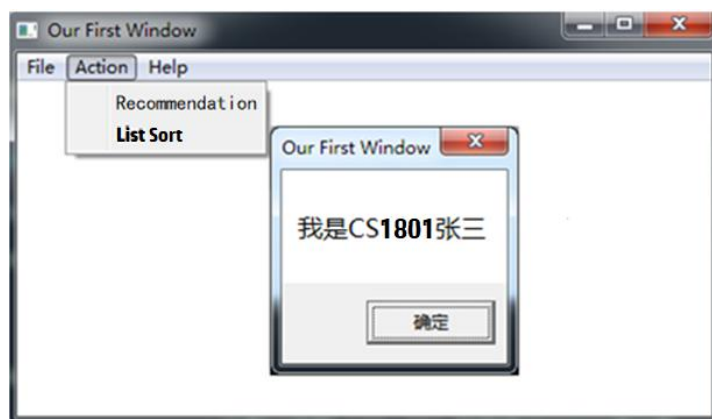 Our First Window
File Action Help
Recommendation
List Sort
Our First Window
我是CS1801张三
确定